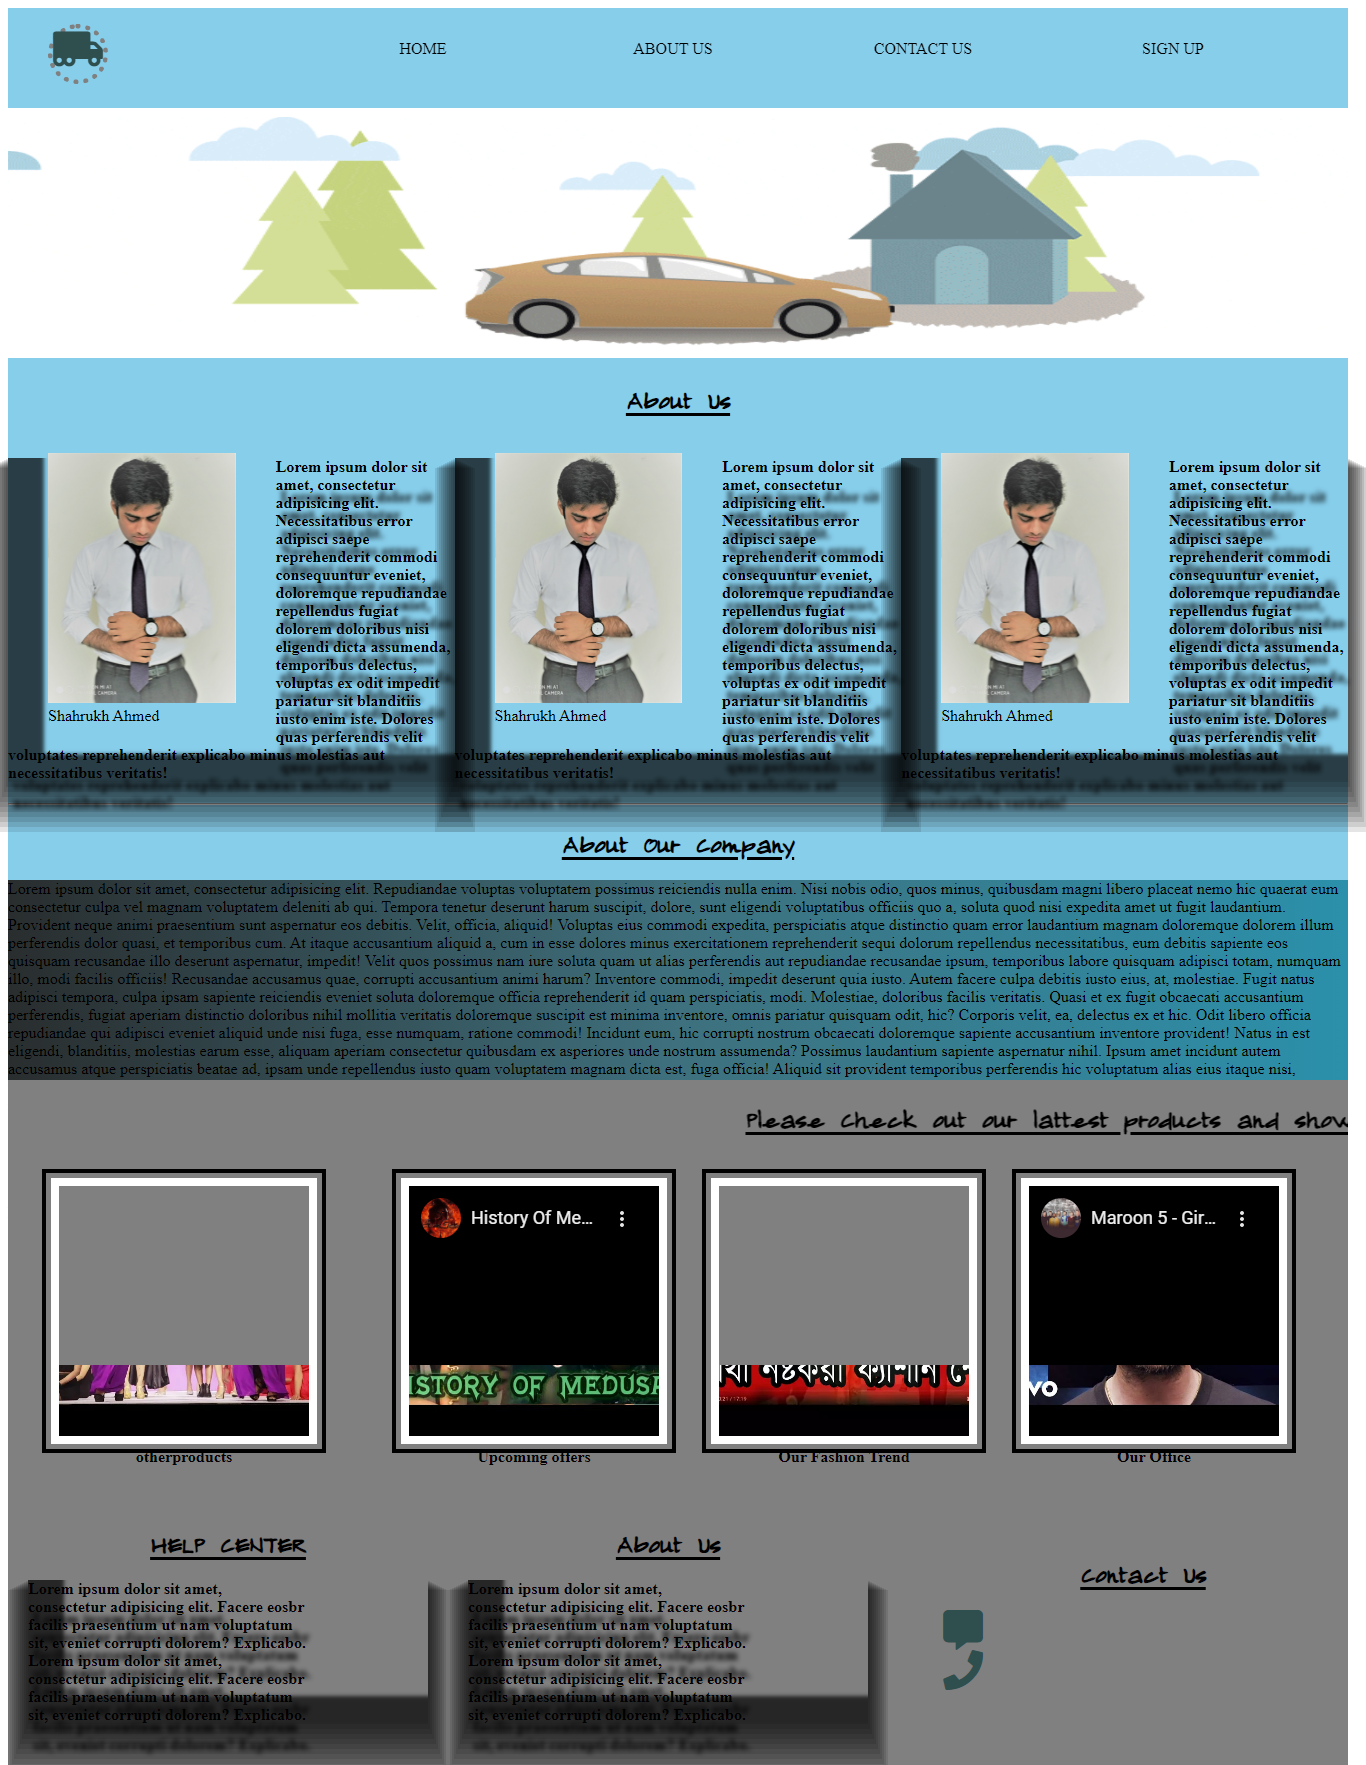 HOME ABOUT US CONTACT US SIGN UP
About Us
Lorem ipsum dolor sit
amet, consectetur
adipisicing elit.
Necessitatibus error
adipisci saepe
reprehenderit commodi
consequuntur eveniet,
doloremque repudiandae
repellendus fugiat
dolorem doloribus nisi
eligendi dicta assumenda,
temporibus delectus,
voluptas ex odit impedit
pariatur sit blanditiis
iusto enim iste. Dolores
quas perferendis velit
voluptates reprehenderit explicabo minus molestias aut
necessitatibus veritatis!
Shahrukh Ahmed
Lorem ipsum dolor sit
amet, consectetur
adipisicing elit.
Necessitatibus error
adipisci saepe
reprehenderit commodi
consequuntur eveniet,
doloremque repudiandae
repellendus fugiat
dolorem doloribus nisi
eligendi dicta assumenda,
temporibus delectus,
voluptas ex odit impedit
pariatur sit blanditiis
iusto enim iste. Dolores
quas perferendis velit
voluptates reprehenderit explicabo minus molestias aut
necessitatibus veritatis!
Shahrukh Ahmed
Lorem ipsum dolor sit
amet, consectetur
adipisicing elit.
Necessitatibus error
adipisci saepe
reprehenderit commodi
consequuntur eveniet,
doloremque repudiandae
repellendus fugiat
dolorem doloribus nisi
eligendi dicta assumenda,
temporibus delectus,
voluptas ex odit impedit
pariatur sit blanditiis
iusto enim iste. Dolores
quas perferendis velit
voluptates reprehenderit explicabo minus molestias aut
necessitatibus veritatis!
Shahrukh Ahmed
About Our Company
Lorem ipsum dolor sit amet, consectetur adipisicing elit. Repudiandae voluptas voluptatem possimus reiciendis nulla enim. Nisi nobis odio, quos minus, quibusdam magni libero placeat nemo hic quaerat eum
consectetur culpa vel magnam voluptatem deleniti ab qui. Tempora tenetur deserunt harum suscipit, dolore, sunt eligendi voluptatibus officiis quo a, soluta quod nisi expedita amet ut fugit laudantium.
Provident neque animi praesentium sunt aspernatur eos debitis. Velit, officia, aliquid! Voluptas eius commodi expedita, perspiciatis atque distinctio quam error laudantium magnam doloremque dolorem illum
perferendis dolor quasi, et temporibus cum. At itaque accusantium aliquid a, cum in esse dolores minus exercitationem reprehenderit sequi dolorum repellendus necessitatibus, eum debitis sapiente eos
quisquam recusandae illo deserunt aspernatur, impedit! Velit quos possimus nam iure soluta quam ut alias perferendis aut repudiandae recusandae ipsum, temporibus labore quisquam adipisci totam, numquam
illo, modi facilis officiis! Recusandae accusamus quae, corrupti accusantium animi harum? Inventore commodi, impedit deserunt quia iusto. Autem facere culpa debitis iusto eius, at, molestiae. Fugit natus
adipisci tempora, culpa ipsam sapiente reiciendis eveniet soluta doloremque officia reprehenderit id quam perspiciatis, modi. Molestiae, doloribus facilis veritatis. Quasi et ex fugit obcaecati accusantium
perferendis, fugiat aperiam distinctio doloribus nihil mollitia veritatis doloremque suscipit est minima inventore, omnis pariatur quisquam odit, hic? Corporis velit, ea, delectus ex et hic. Odit libero officia
repudiandae qui adipisci eveniet aliquid unde nisi fuga, esse numquam, ratione commodi! Incidunt eum, hic corrupti nostrum obcaecati doloremque sapiente accusantium inventore provident! Natus in est
eligendi, blanditiis, molestias earum esse, aliquam aperiam consectetur quibusdam ex asperiores unde nostrum assumenda? Possimus laudantium sapiente aspernatur nihil. Ipsum amet incidunt autem
accusamus atque perspiciatis beatae ad, ipsam unde repellendus iusto quam voluptatem magnam dicta est, fuga officia! Aliquid sit provident temporibus perferendis hic voluptatum alias eius itaque nisi,
Please Check out our lattest products and show
History Of Me...
Maroon 5 - Gir...
ISTORY OF MEDUSA
vo
otherproducts
Upcoming offers
Our Fashion Trend
Our Office
HELP CENTER
Lorem ipsum dolor sit amet,
consectetur adipisicing elit. Facere eosbr
facilis praesentium ut nam voluptatum
sit, eveniet corrupti dolorem? Explicabo.
Lorem ipsum dolor sit amet,
consectetur adipisicing elit. Facere eosbr
facilis praesentium ut nam voluptatum
sit, eveniet corrupti dolorem? Explicabo.
About Us
Lorem ipsum dolor sit amet,
consectetur adipisicing elit. Facere eosbr
facilis praesentium ut nam voluptatum
sit, eveniet corrupti dolorem? Explicabo.
Lorem ipsum dolor sit amet,
consectetur adipisicing elit. Facere eosbr
facilis praesentium ut nam voluptatum
sit, eveniet corrupti dolorem? Explicabo.
Contact Us